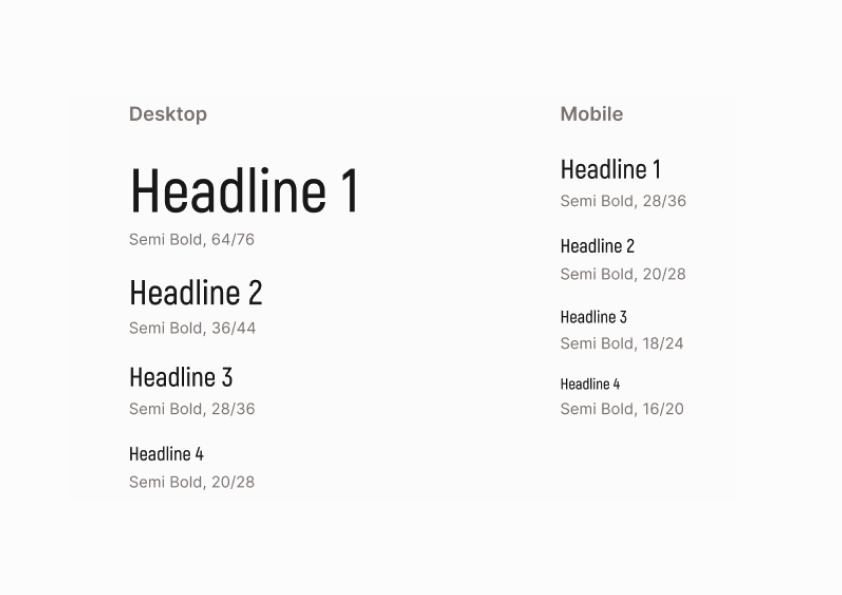 Desktop
Headline 1
Semi Bold, 64/76
Headline 2
Semi Bold, 36/44
Headline 3
Semi Bold, 28/36
Headline 4
Semi Bold, 20/28
Mobile
Headline 1
Semi Bold, 28/36
Headline 2
Semi Bold, 20/28
Headline 3
Semi Bold, 18/24
Headline 4
Semi Bold, 16/20